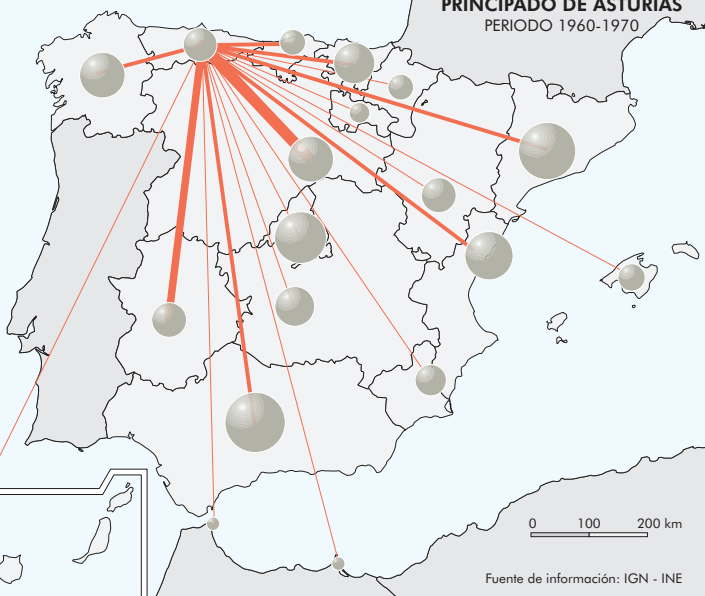 PRINCIPADO DE ASTURIAS
PERIODO 1960-1970
0 100 200 km
Fuente de información: IGN - INE